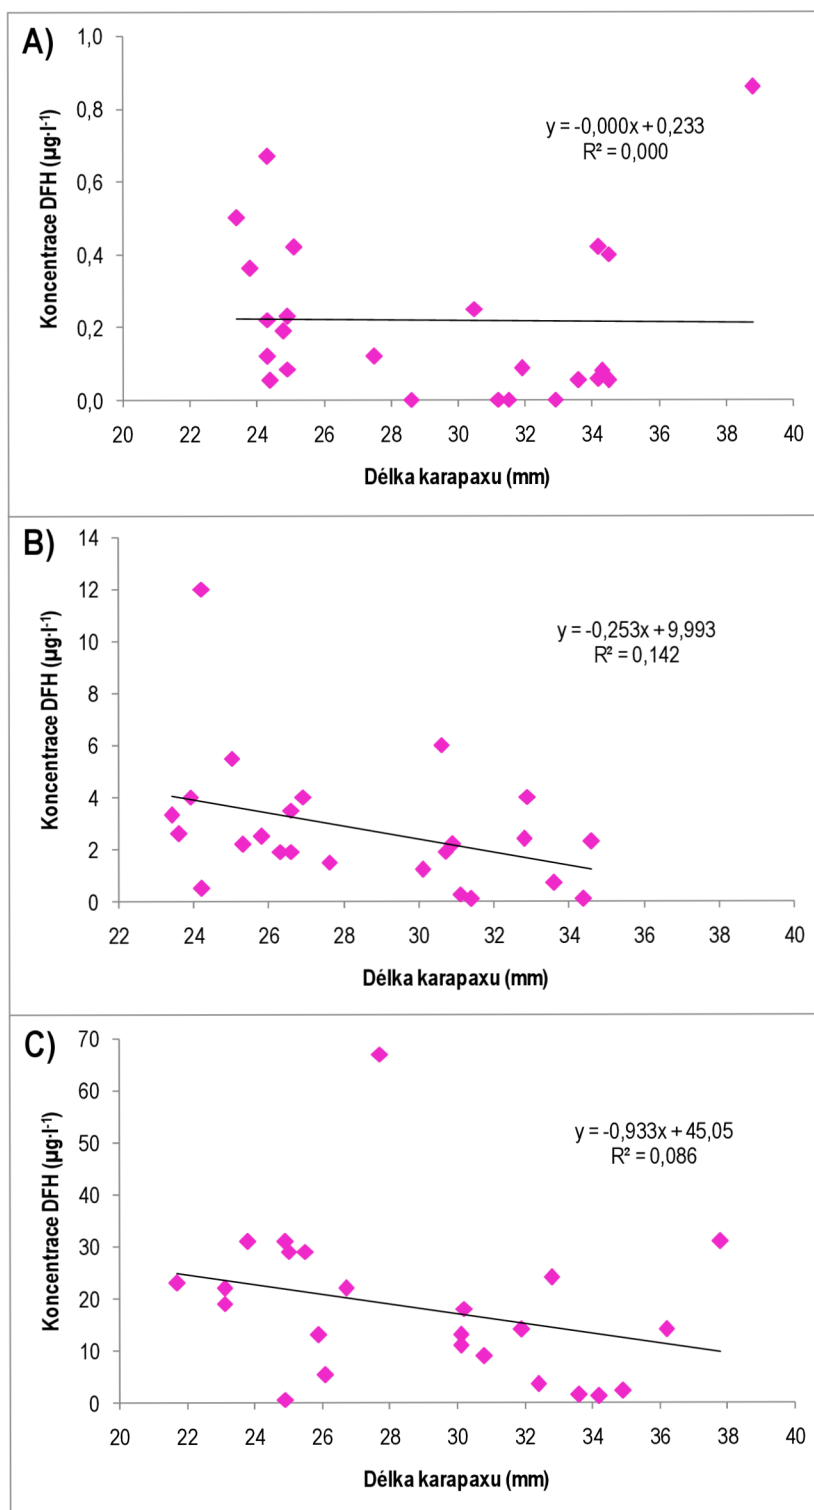 A)
Koncentrace DFH (µg·l⁻¹)
1,0
0,8
0,6
0,4
0,2
0,0
y = -0,000x + 0,233
R² = 0,000
20 22 24 26 28 30 32 34 36 38 40
Délka karapaxu (mm)
B)
Koncentrace DFH (µg·l⁻¹)
14
12
10
8
6
4
2
0
y = -0,253x + 9,993
R² = 0,142
22 24 26 28 30 32 34 36 38 40
Délka karapaxu (mm)
C)
Koncentrace DFH (µg·l⁻¹)
70
60
50
40
30
20
10
0
y = -0,933x + 45,05
R² = 0,086
20 22 24 26 28 30 32 34 36 38 40
Délka karapaxu (mm)